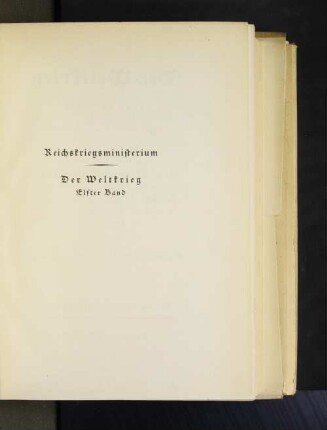 Reichskriegsministerium
Der Weltkrieg
Elfter Band